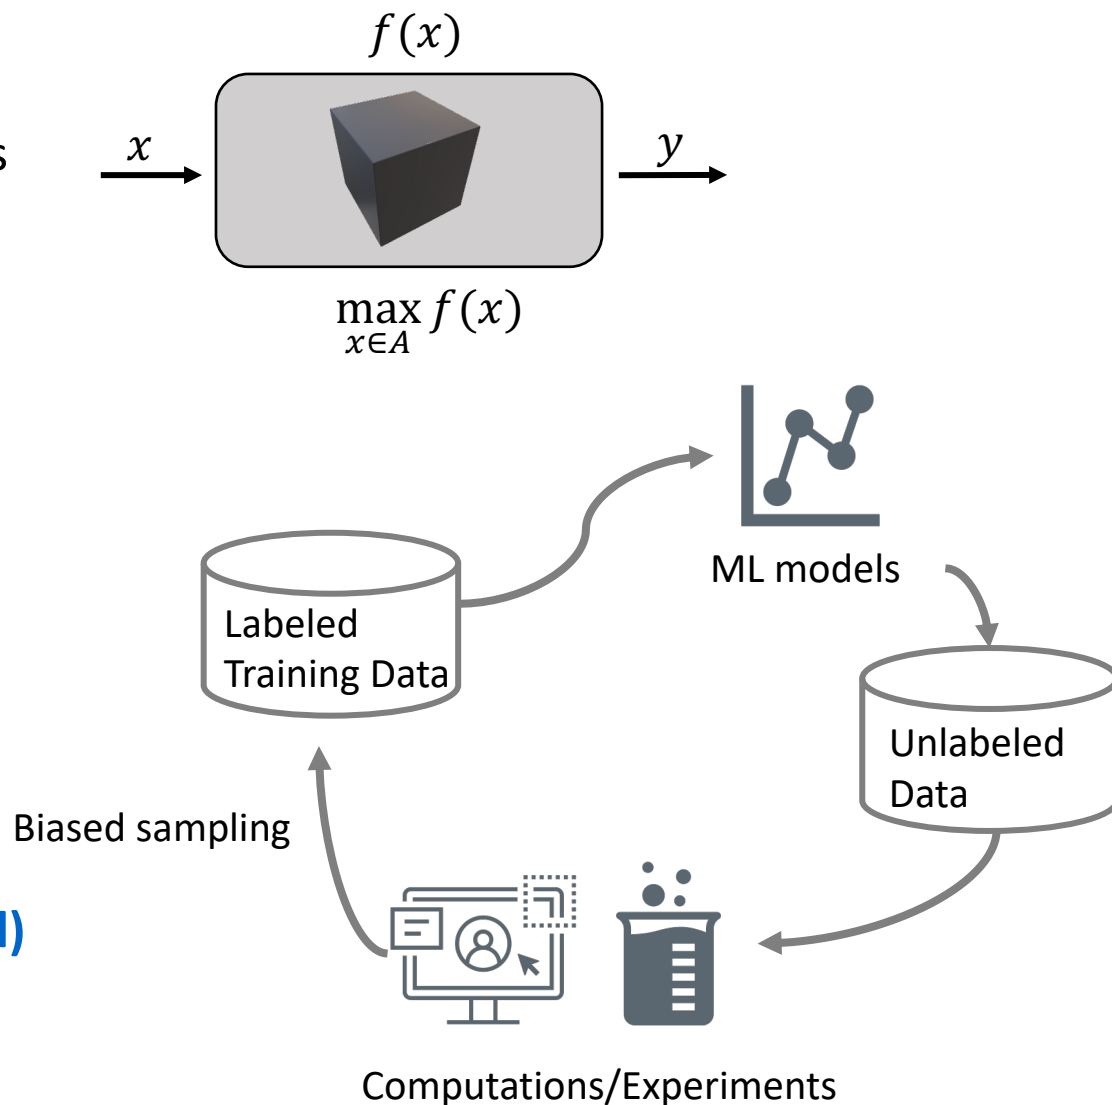 f(x)
s
x
y
max f(x)
x∈A
ML models
Labeled
Training Data
Unlabeled
Data
Biased sampling
)
Computations/Experiments